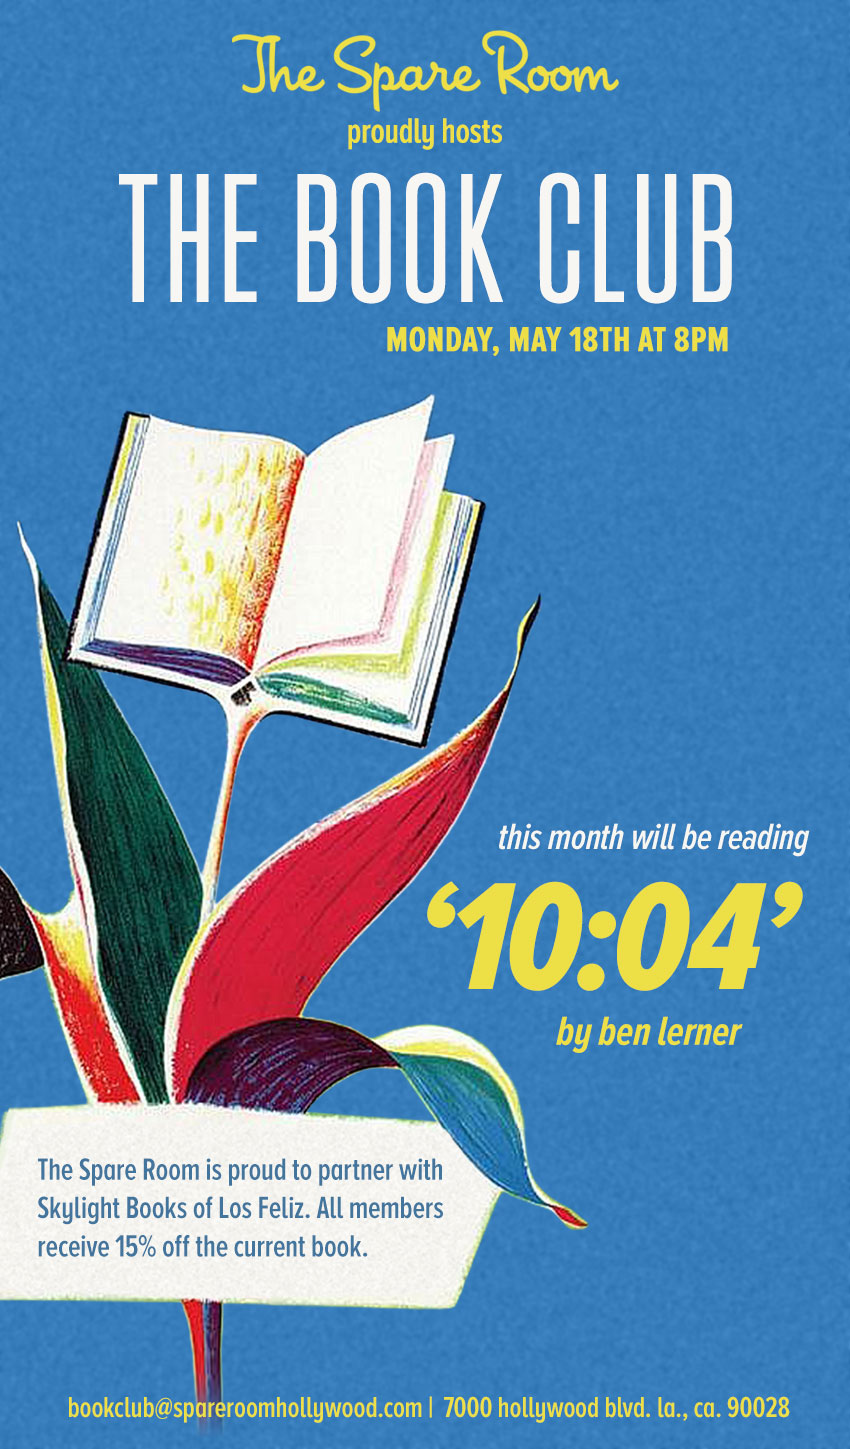 The Spare Room
proudly hosts
THE BOOK CLUB
MONDAY, MAY 18TH AT 8PM
this month will be reading
‘10:04’
by ben lerner
The Spare Room is proud to partner with
Skylight Books of Los Feliz. All members
receive 15% off the current book.
bookclub@spareroomhollywood.com | 7000 hollywood blvd. la., ca. 90028